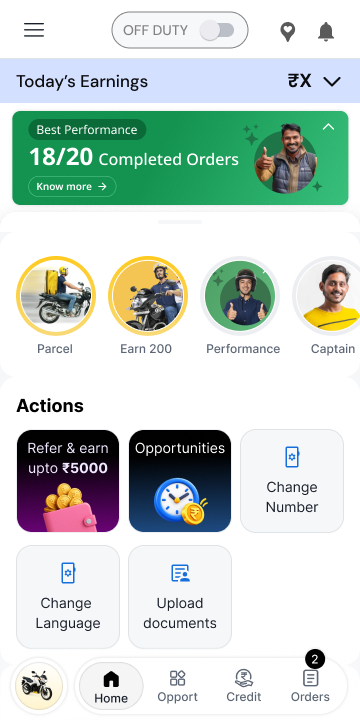 OFF DUTY
Today’s Earnings
₹X
Best Performance
18/20 Completed Orders
Know more →
Parcel
Earn 200
Performance
Captain
Actions
Refer & earn
upto ₹5000
Opportunities
Change
Number
Change
Language
Upload
documents
2
Home
Opport
Credit
Orders